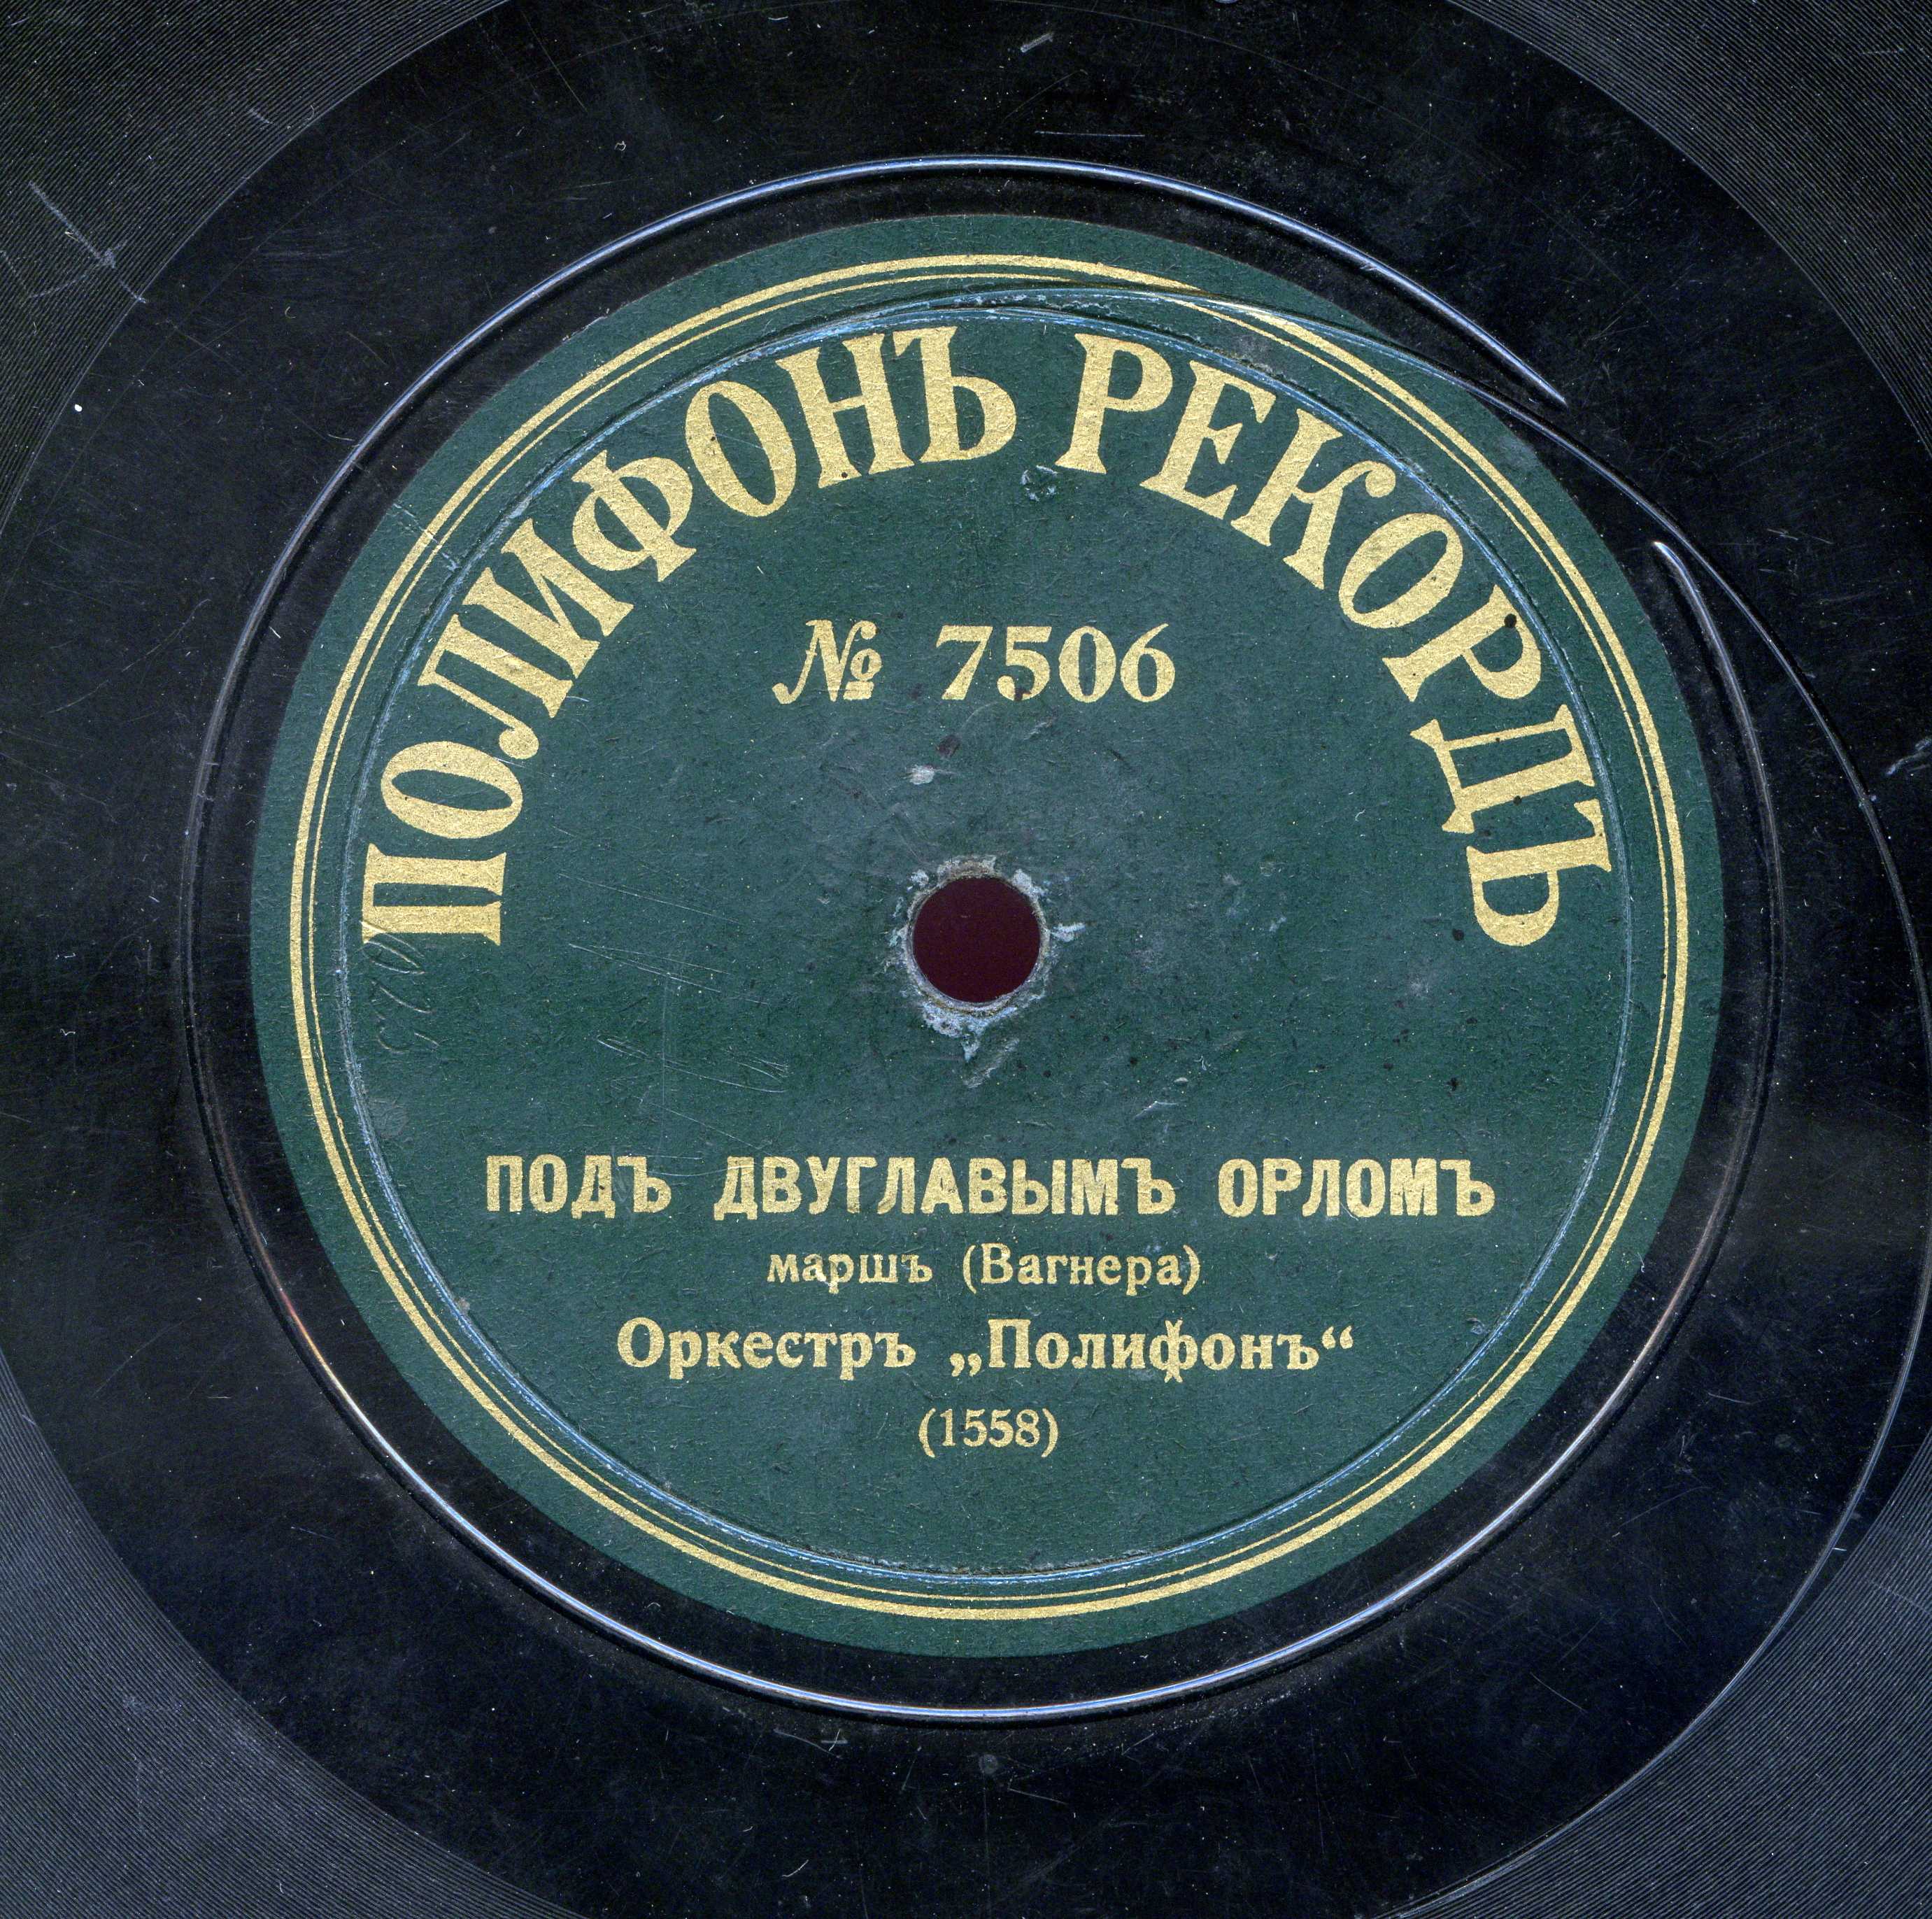 ПОЛИФОНЪ РЕКОРДЪ
№ 7506
ПОДЪ ДВУГЛАВЫМЪ ОРЛОМЪ
маршъ (Вагнера)
Оркестръ „Полифонъ“
(1558)